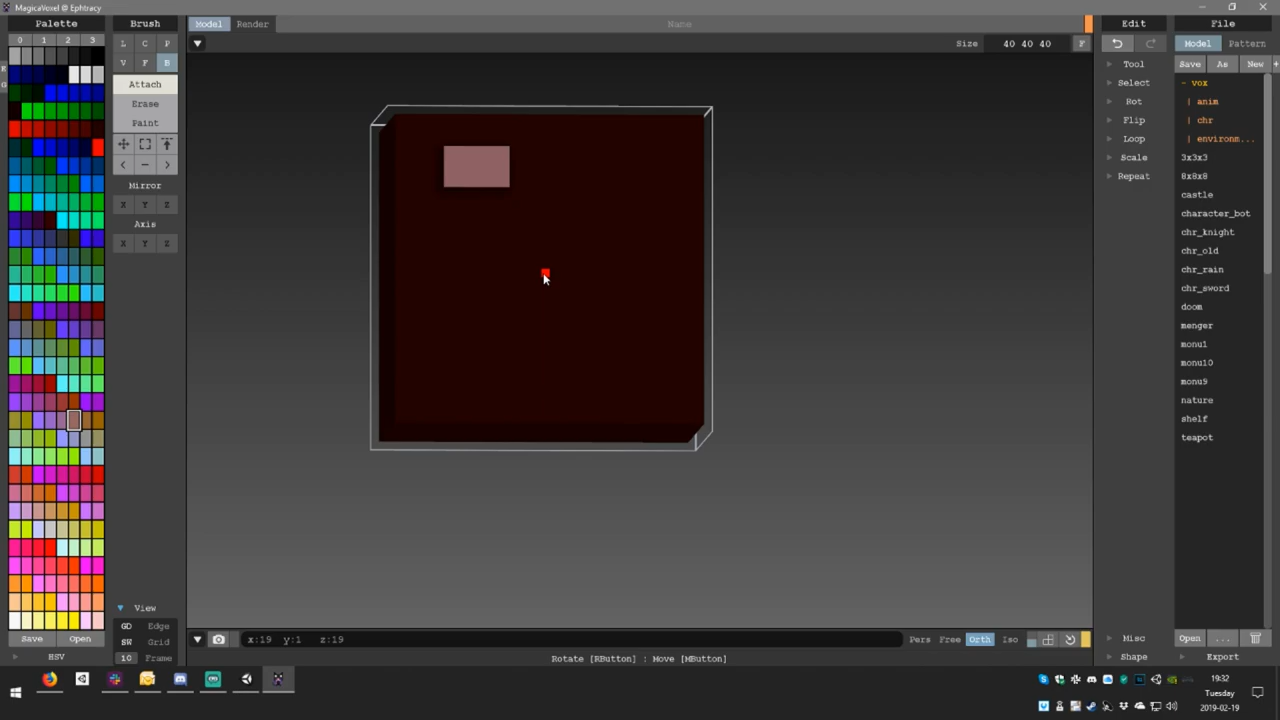 MagicaVoxel @ Ephtracy
Palette
Brush
Model
Render
Name
Edit
File
0 1 2 3
L C P
V F B
Size
40 40 40
F
Model
Pattern
Tool
Save
As
New
+
Attach
Erase
Paint
Select
Rot
Flip
Loop
Scale
Repeat
- vox
| anim
| chr
| environm...
3x3x3
8x8x8
castle
character_bot
chr_knight
chr_old
chr_rain
chr_sword
doom
menger
monu1
monu10
monu9
nature
shelf
teapot
Mirror
X Y Z
Axis
X Y Z
View
GD Edge
SW Grid
10 Frame
Save
Open
HSV
x:19 y:1 z:19
Pers
Free
Orth
Iso
Misc
Shape
Open
...
Export
Rotate [RButton] : Move [MButton]
19:32
Tuesday
2019-02-19